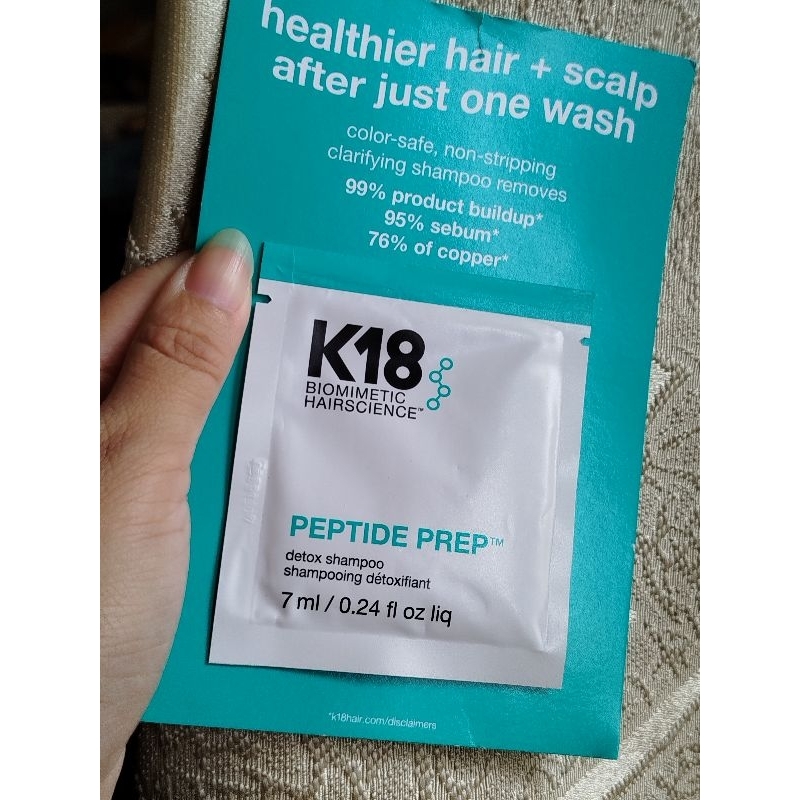 healthier hair + scalp
after just one wash
color-safe, non-stripping
clarifying shampoo removes
99% product buildup*
95% sebum*
76% of copper*
K18
BIOMIMETIC
HAIRSCIENCE™
PEPTIDE PREP™
detox shampoo
shampooing détoxifiant
7 ml / 0.24 fl oz liq
*k18hair.com/disclaimers